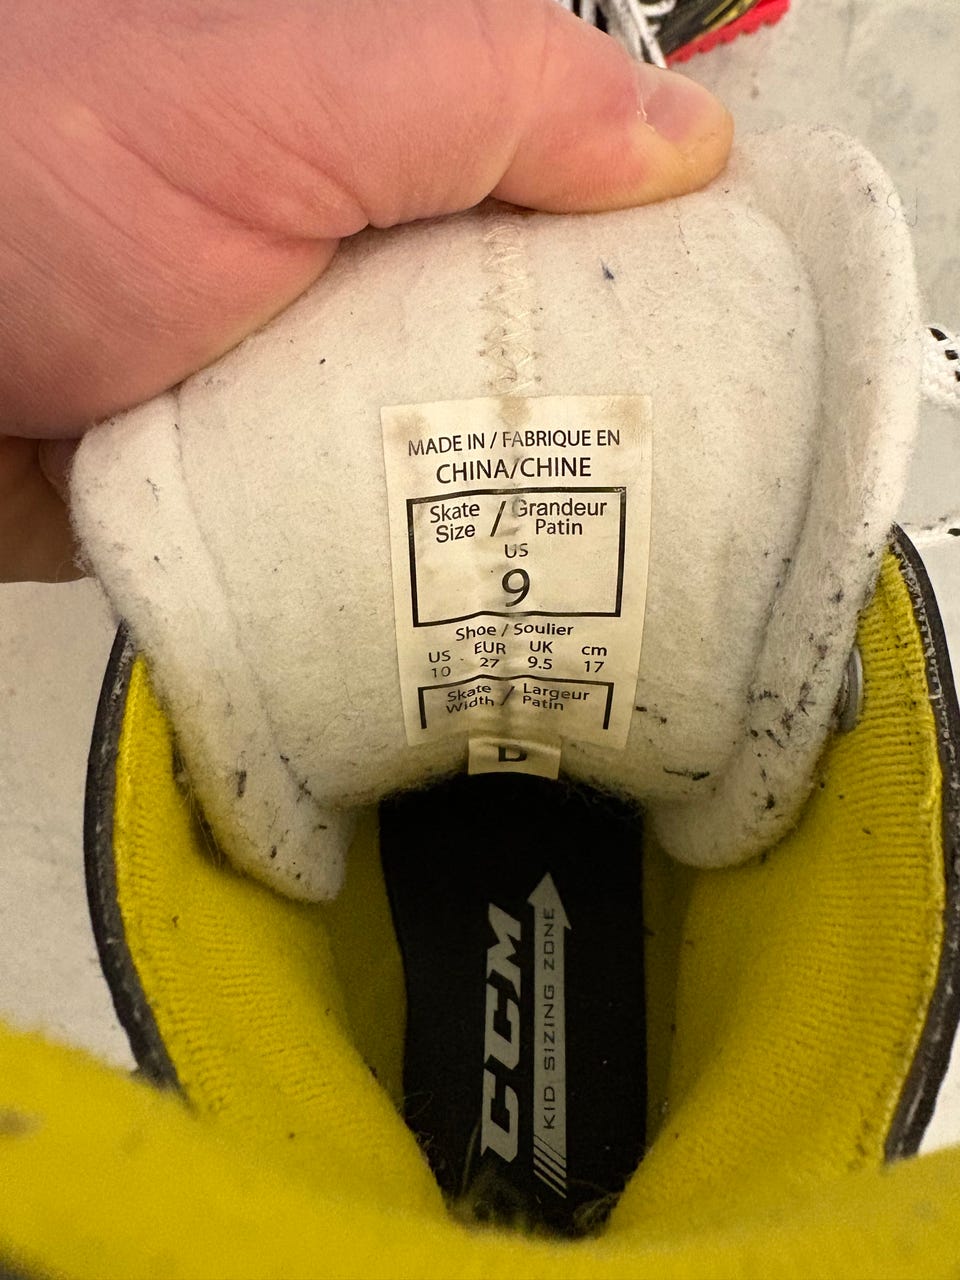 MADE IN / FABRIQUE EN
CHINA/CHINE
Skate / Grandeur
Size Patin
US
9
Shoe / Soulier
US EUR UK cm
10 27 9.5 17
Skate / Largeur
Width Patin
D
CCM
KID SIZING ZONE